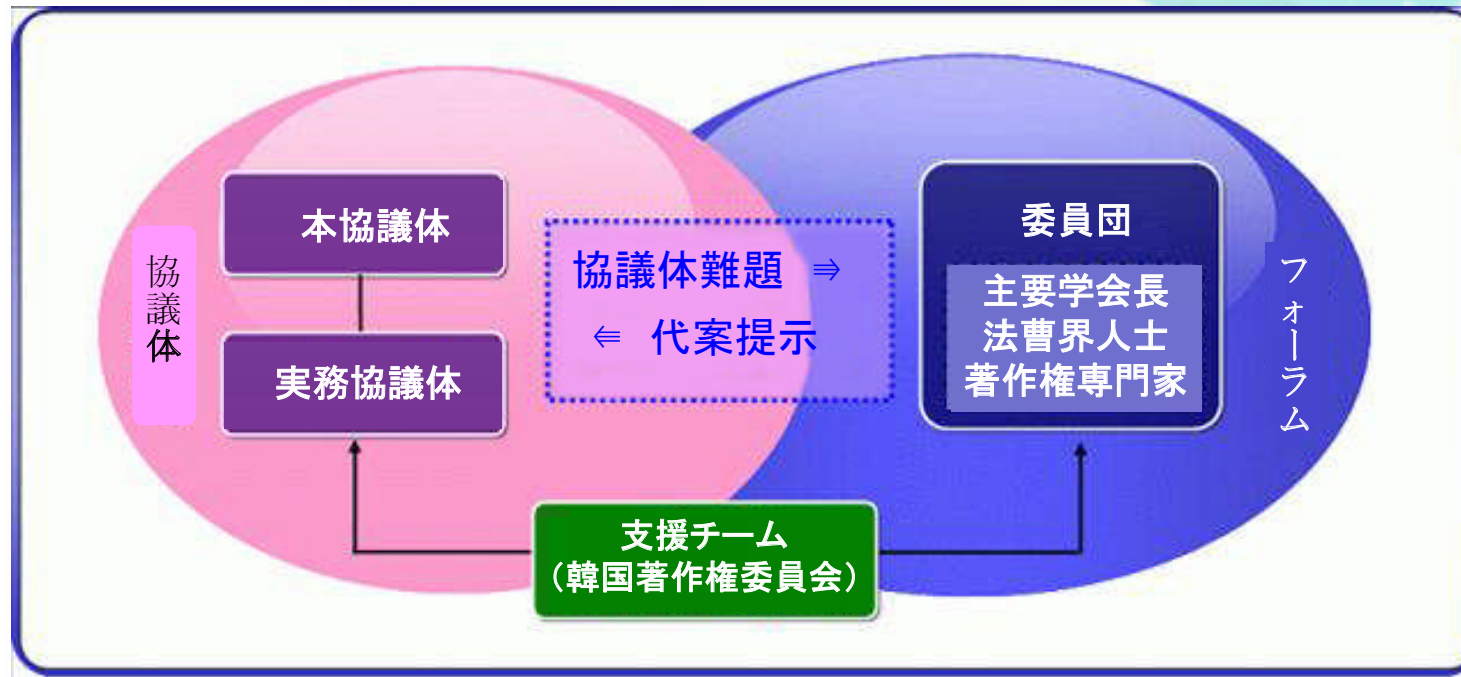 協議体
本協議体
実務協議体
協議体難題 ⇒
⇐ 代案提示
委員団
主要学会長
法曹界人士
著作権専門家
フォーラム
支援チーム
（韓国著作権委員会）